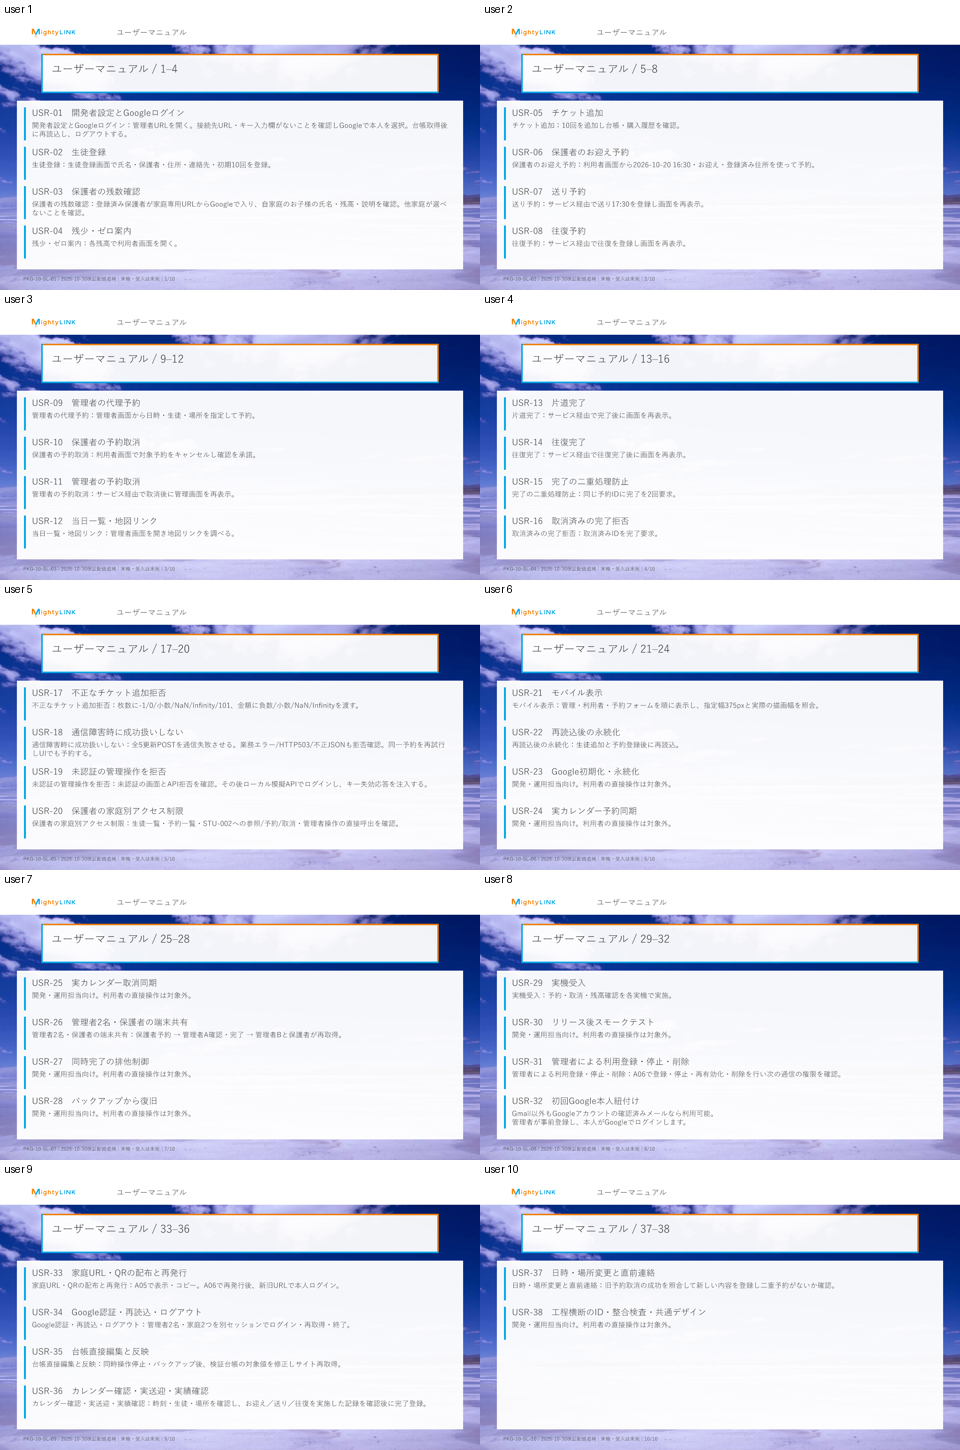 user 1
MightyLINK ユーザーマニュアル
ユーザーマニュアル / 1–4
USR-01 開発者設定とGoogleログイン
開発者設定とGoogleログイン：管理者URLを開く。接続先URL・キー入力欄がないことを確認しGoogleで本人を選択。台帳取得後
に再読込し、ログアウトする。
USR-02 生徒登録
生徒登録：生徒登録画面で氏名・保護者・住所・連絡先・初期10回を登録。
USR-03 保護者の残数確認
保護者の残数確認：登録済み保護者が家庭専用URLからGoogleで入り、自家庭のお子様の氏名・残高・説明を確認。他家庭が選べ
ないことを確認。
USR-04 残少・ゼロ案内
残少・ゼロ案内：各残高で利用者画面を開く。
user 2
MightyLINK ユーザーマニュアル
ユーザーマニュアル / 5–8
USR-05 チケット追加
チケット追加：10回を追加し台帳・購入履歴を確認。
USR-06 保護者のお迎え予約
保護者のお迎え予約：利用者画面から2026-10-20 16:30・お迎え・登録済み住所を使って予約。
USR-07 送り予約
送り予約：サービス経由で送り17:30を登録し画面を再表示。
USR-08 往復予約
往復予約：サービス経由で往復を登録し画面を再表示。
user 3
MightyLINK ユーザーマニュアル
ユーザーマニュアル / 9–12
USR-09 管理者の代理予約
管理者の代理予約：管理者画面から日時・生徒・場所を指定して予約。
USR-10 保護者の予約取消
保護者の予約取消：利用者画面で対象予約をキャンセルし確認を承諾。
USR-11 管理者の予約取消
管理者の予約取消：サービス経由で取消後に管理画面を再表示。
USR-12 当日一覧・地図リンク
当日一覧・地図リンク：管理者画面を開き地図リンクを調べる。
user 4
MightyLINK ユーザーマニュアル
ユーザーマニュアル / 13–16
USR-13 片道完了
片道完了：サービス経由で完了後に画面を再表示。
USR-14 往復完了
往復完了：サービス経由で往復完了後に画面を再表示。
USR-15 完了の二重処理防止
完了の二重処理防止：同じ予約IDに完了を2回要求。
USR-16 取消済みの完了拒否
取消済みの完了拒否：取消済みIDを完了要求。
user 5
MightyLINK ユーザーマニュアル
ユーザーマニュアル / 17–20
USR-17 不正なチケット追加拒否
不正なチケット追加拒否：枚数に-1/0/小数/NaN/Infinity/101、金額に負数/小数/NaN/Infinityを渡す。
USR-18 通信障害時に成功扱いしない
通信障害時に成功扱いしない：全5更新POSTを通信失敗させる。業務エラー/HTTP503/不正JSONも拒否確認。同一予約を再試行
しUIでも予約する。
USR-19 未認証の管理操作を拒否
未認証の管理操作を拒否：未認証の画面とAPI拒否を確認。その後ローカル模擬APIでログインし、キー失効応答を注入する。
USR-20 保護者の家庭別アクセス制限
保護者の家庭別アクセス制限：生徒一覧・予約一覧・STU-002への参照/予約/取消・管理者操作の直接呼出を確認。
user 6
MightyLINK ユーザーマニュアル
ユーザーマニュアル / 21–24
USR-21 モバイル表示
モバイル表示：管理・利用者・予約フォームを順に表示し、指定幅375pxと実際の描画幅を照合。
USR-22 再読込後の永続化
再読込後の永続化：生徒追加と予約登録後に再読込。
USR-23 Google初期化・永続化
開発・運用担当向け。利用者の直接操作は対象外。
USR-24 実カレンダー予約同期
開発・運用担当向け。利用者の直接操作は対象外。
user 7
MightyLINK ユーザーマニュアル
ユーザーマニュアル / 25–28
USR-25 実カレンダー取消同期
開発・運用担当向け。利用者の直接操作は対象外。
USR-26 管理者2名・保護者の端末共有
管理者2名・保護者の端末共有：保護者予約 → 管理者A確認・完了 → 管理者Bと保護者が再取得。
USR-27 同時完了の排他制御
開発・運用担当向け。利用者の直接操作は対象外。
USR-28 バックアップから復旧
開発・運用担当向け。利用者の直接操作は対象外。
user 8
MightyLINK ユーザーマニュアル
ユーザーマニュアル / 29–32
USR-29 実機受入
実機受入：予約・取消・残高確認を各実機で実施。
USR-30 リリース後スモークテスト
開発・運用担当向け。利用者の直接操作は対象外。
USR-31 管理者による利用登録・停止・削除
管理者による利用登録・停止・削除：A06で登録・停止・再有効化・削除を行い次の通信の権限を確認。
USR-32 初回Google本人紐付け
Gmail以外もGoogleアカウントの確認済みメールなら利用可能。
管理者が事前登録し、本人がGoogleでログインします。
user 9
MightyLINK ユーザーマニュアル
ユーザーマニュアル / 33–36
USR-33 家庭URL・QRの配布と再発行
家庭URL・QRの配布と再発行：A05で表示・コピー。A06で再発行後、新旧URLで本人ログイン。
USR-34 Google認証・再読込・ログアウト
Google認証・再読込・ログアウト：管理者2名・家庭2つを別セッションでログイン・再取得・終了。
USR-35 台帳直接編集と反映
台帳直接編集と反映：同時操作停止・バックアップ後、検証台帳の対象値を修正しサイト再取得。
USR-36 カレンダー確認・実送迎・実績確認
カレンダー確認・実送迎・実績確認：時刻・生徒・場所を確認し、お迎え／送り／往復を実施した記録を確認後に完了登録。
user 10
MightyLINK ユーザーマニュアル
ユーザーマニュアル / 37–38
USR-37 日時・場所変更と直前連絡
日時・場所変更と直前連絡：旧予約取消の成功を照合して新しい内容を登録し二重予約がないか確認。
USR-38 工程横断のID・整合検査・共通デザイン
開発・運用担当向け。利用者の直接操作は対象外。